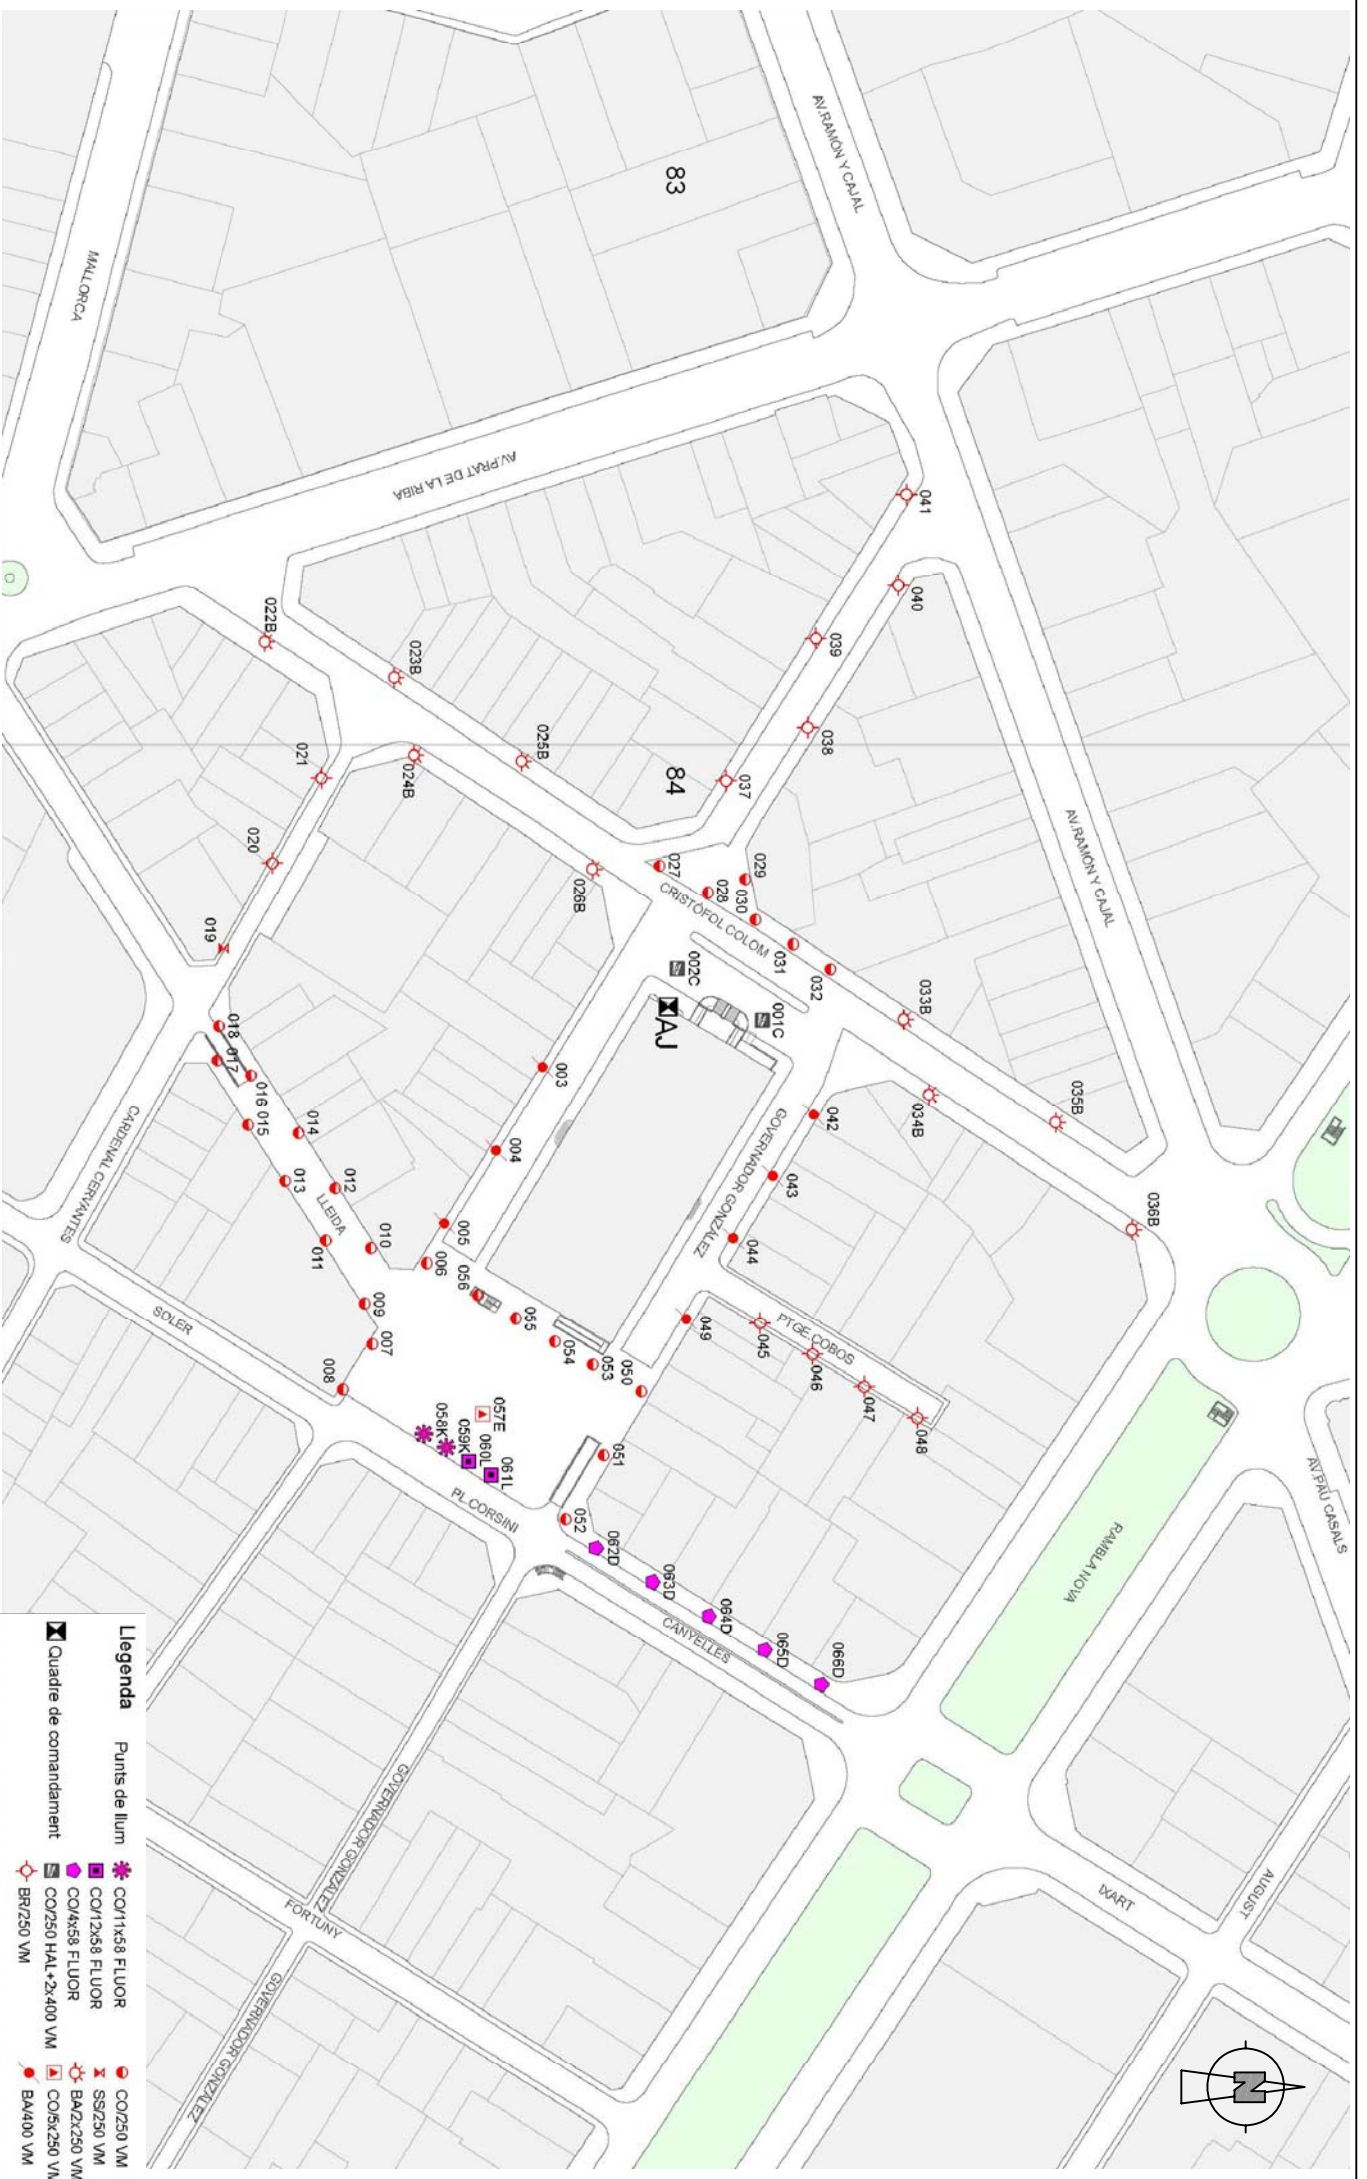 AV.RAMÓN Y CAJAL
83
MALLORCA
AV.PRAT DE LA RIBA
041
040
039
038
037
022B
023B
025B
024B
026B
021
020
019
84
AV.RAMÓN Y CAJAL
027
028
029
030
031
032
CRISTÒFOL COLOM
033B
034B
035B
036B
002C
001C
AJ
003
004
005
006
042
043
044
GOVERNADOR GONZÁLEZ
018
017
016
015
014
013
012
011
010
009
007
008
LLEIDA
CARDENAL CERVANTES
SOLER
056
055
054
053
050
049
051
052
PTGE.COBOS
045
046
047
048
057E
058K
059K
060L
061L
PL.CORSINI
062D
063D
064D
065D
066D
CANYELLES
RAMBLA NOVA
AV.PAU CASALS
IXART
AUGUST
GOVERNADOR GONZÁLEZ
FORTUNY
GOVERNADOR GONZÁLEZ
N
Llegenda
Punts de llum
Quadre de comandament
CO/11x58 FLUOR
CO/12x58 FLUOR
CO/4x58 FLUOR
CO/250 HAL+2x400 VM
BR/250 VM
CO/250 VM
SS/250 VM
BA/2x250 VM
CO/5x250 VM
BA/400 VM